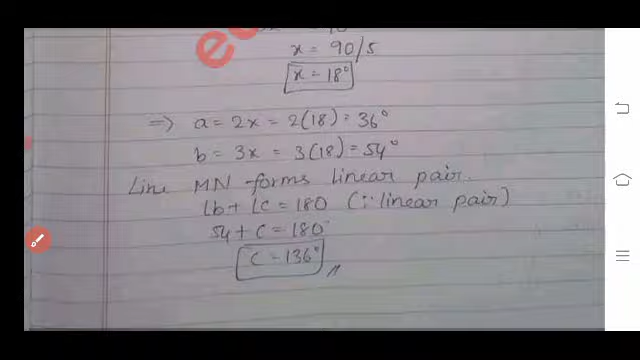 x = 90/5
x = 18°
⇒ a = 2x = 2(18) = 36°
b = 3x = 3(18) = 54°
Line MN forms linear pair.
∠b + ∠c = 180 (∵ linear pair)
54 + c = 180°
c = 136°